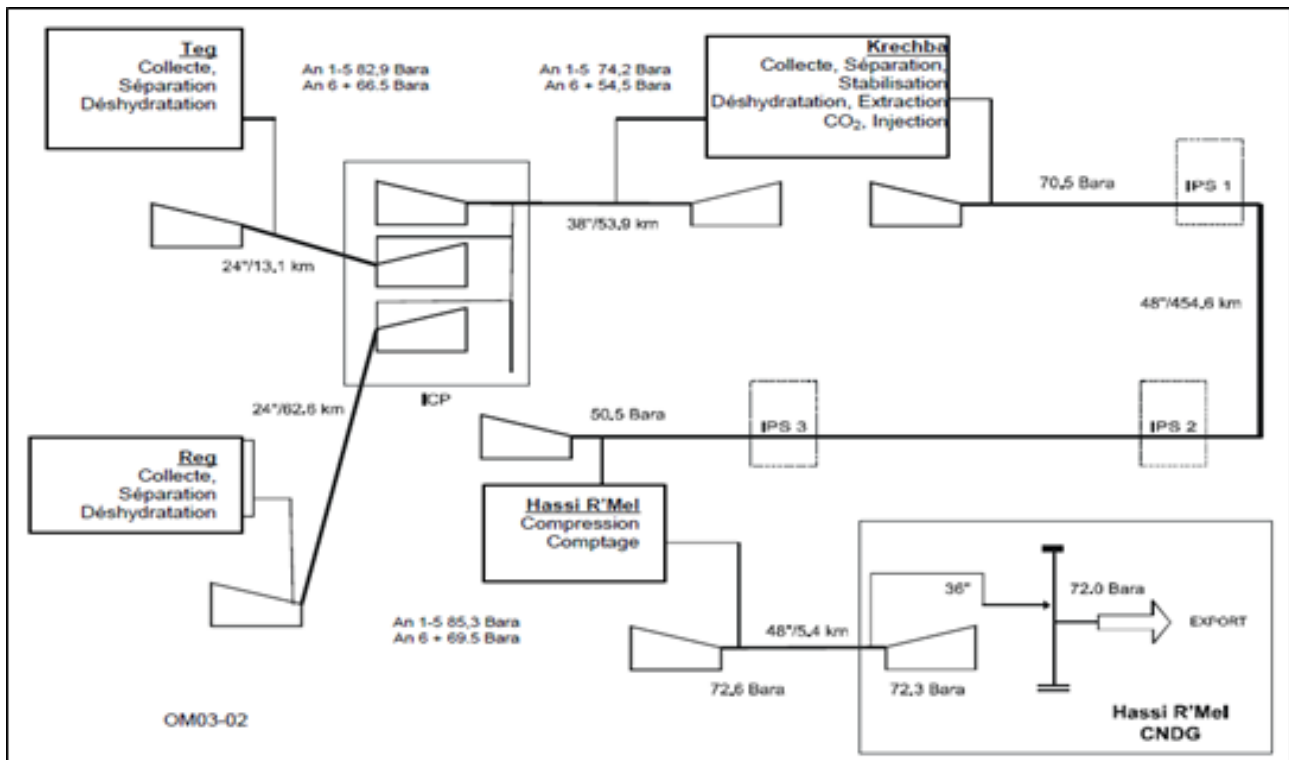 Teg
Collecte,
Séparation
Déshydratation
An 1-5 82,9 Bara
An 6 + 66.5 Bara
An 1-5 74,2 Bara
An 6 + 54,5 Bara
Krechba
Collecte, Séparation,
Stabilisation
Déshydratation, Extraction
CO2, Injection
70.5 Bara
IPS 1
38"/53.9 km
24"/13.1 km
48"/454.6 km
ICP
24"/62.6 km
50.5 Bara
IPS 3
IPS 2
Reg
Collecte,
Séparation
Déshydratation
Hassi R'Mel
Compression
Comptage
36"
72.0 Bara
EXPORT
An 1-5 85,3 Bara
An 6 + 69.5 Bara
48"/5.4 km
72.6 Bara
72.3 Bara
Hassi R'Mel
CNDG
OM03-02